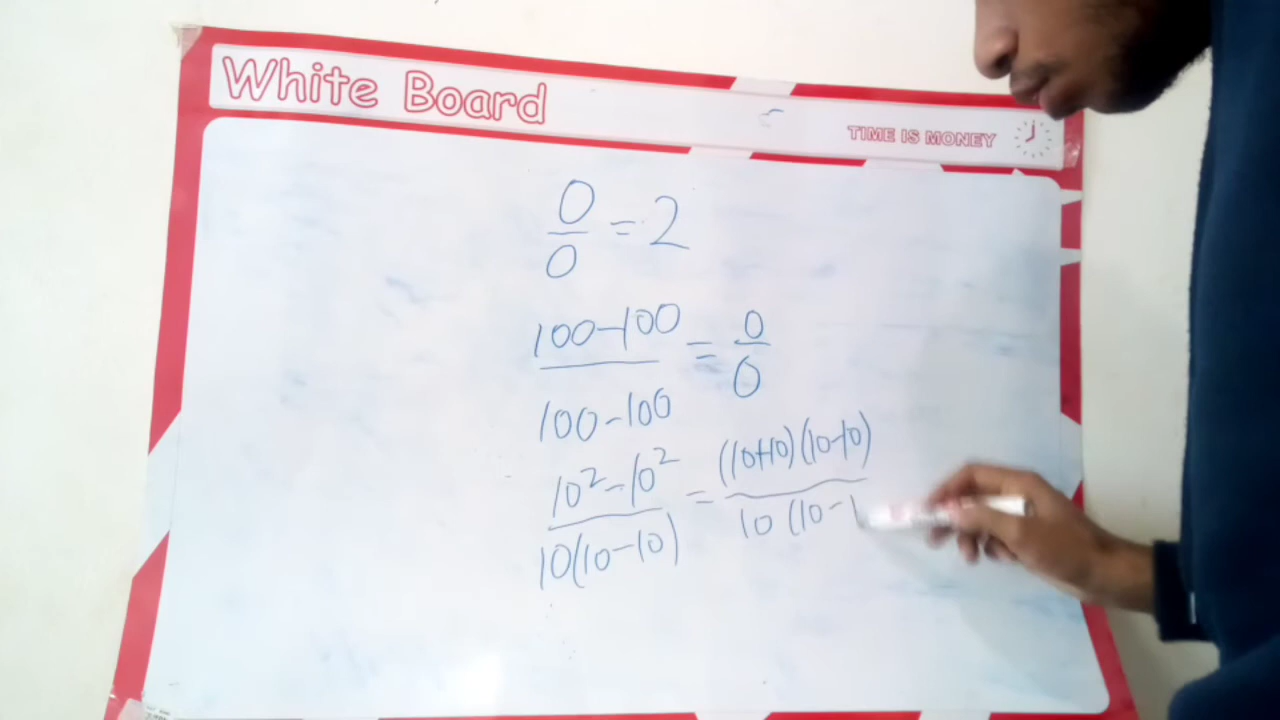 White Board
TIME IS MONEY
0/0 = 2
(100-100)/(100-100) = 0/0
(10²-10²)/(10(10-10)) = ((10+10)(10-10))/(10(10-1